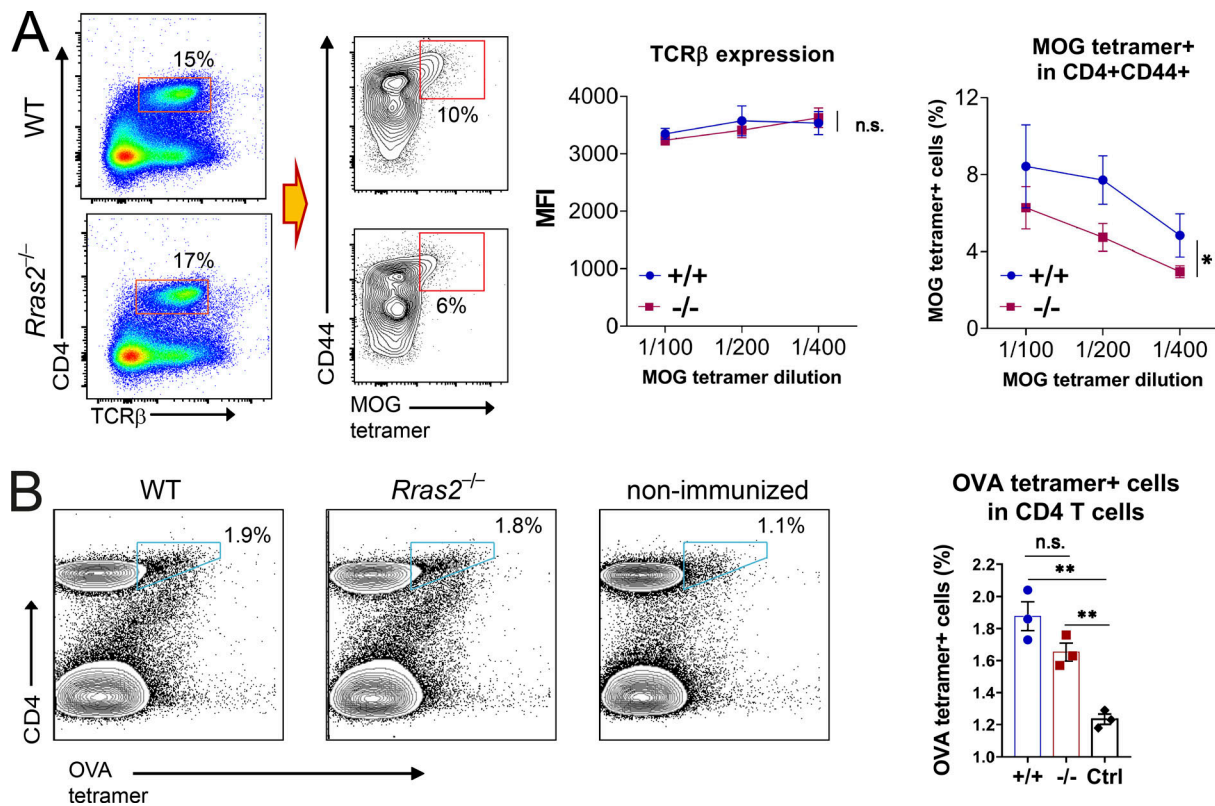 A
WT
15%
Rras2−/−
17%
CD4
TCRβ
10%
6%
CD44
MOG
tetramer
TCRβ expression
MFI
4000
3000
2000
1000
0
+/+
-/-
n.s.
1/100
1/200
1/400
MOG tetramer dilution
MOG tetramer+
in CD4+CD44+
MOG tetramer+ cells (%)
12
8
4
0
+/+
-/-
*
1/100
1/200
1/400
MOG tetramer dilution
B
WT
Rras2−/−
non-immunized
1.9%
1.8%
1.1%
CD4
OVA
tetramer
OVA tetramer+ cells
in CD4 T cells
OVA tetramer+ cells (%)
n.s.
**
**
2.2
2.0
1.8
1.6
1.4
1.2
1.0
+/+
-/-
Ctrl